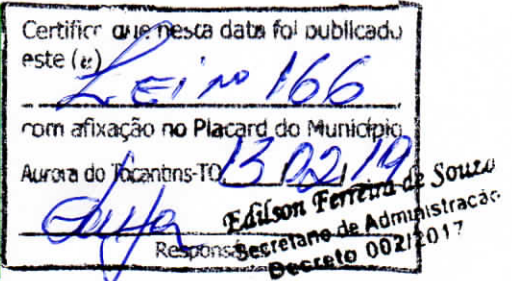 Certifico que nesta data foi publicado
este (e)
Lei nº 166
com afixação no Placard do Município
Aurora do Tocantins-TO 13/02/19
Edilson Ferreira de Souza
Secretario de Administração
Decreto 002/2017